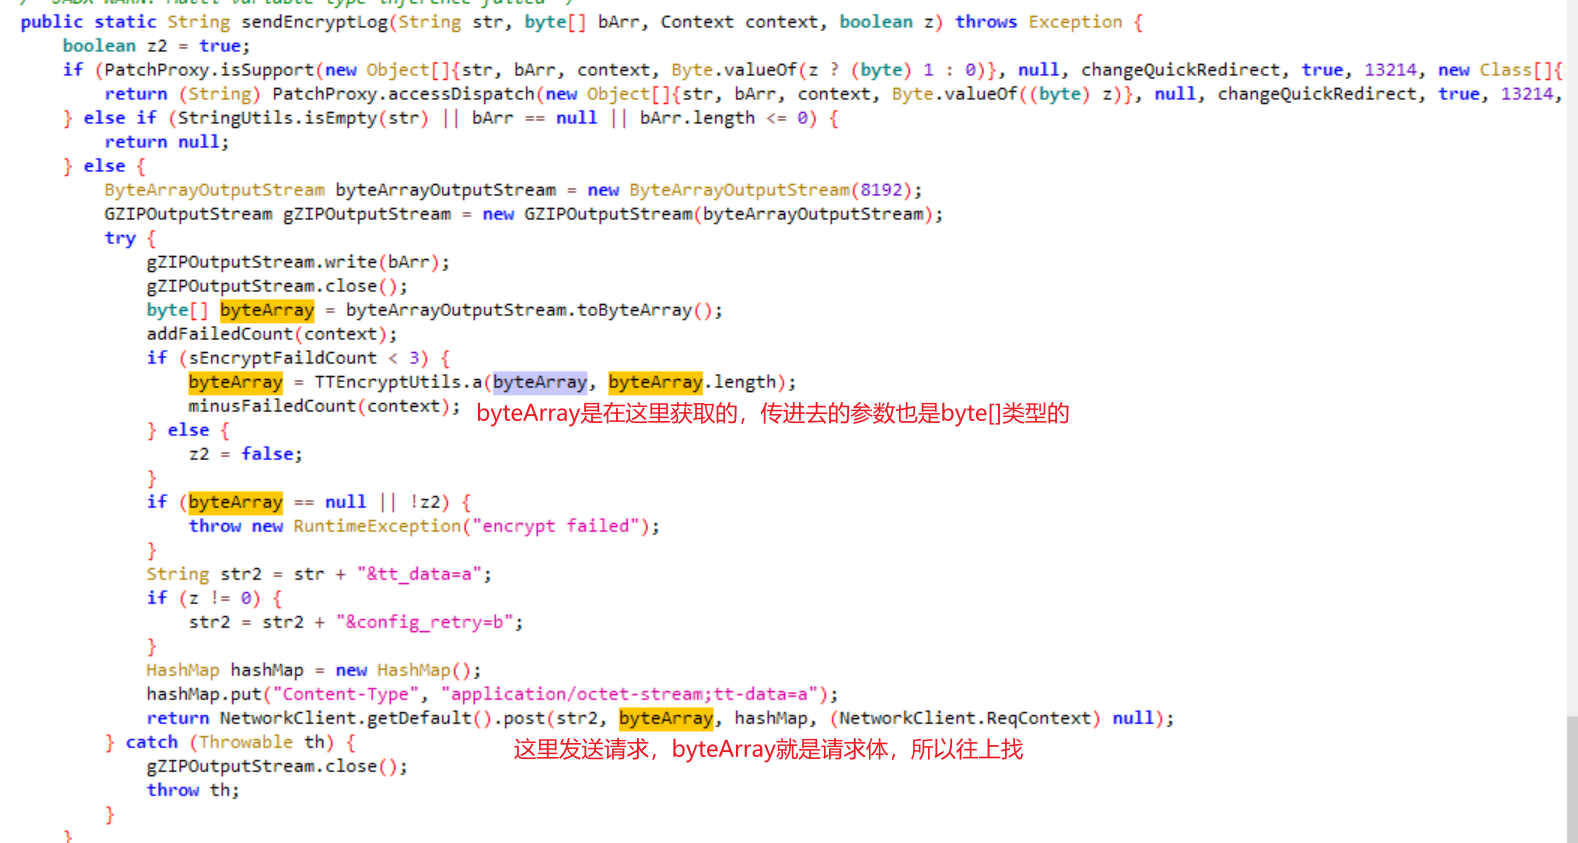 /* JADX WARN: Multi-variable type inference failed */
public static String sendEncryptLog(String str, byte[] bArr, Context context, boolean z) throws Exception {
boolean z2 = true;
if (PatchProxy.isSupport(new Object[]{str, bArr, context, Byte.valueOf(z ? (byte) 1 : 0)}, null, changeQuickRedirect, true, 13214, new Class[]{
return (String) PatchProxy.accessDispatch(new Object[]{str, bArr, context, Byte.valueOf((byte) z)}, null, changeQuickRedirect, true, 13214,
} else if (StringUtils.isEmpty(str) || bArr == null || bArr.length <= 0) {
return null;
} else {
ByteArrayOutputStream byteArrayOutputStream = new ByteArrayOutputStream(8192);
GZIPOutputStream gZIPOutputStream = new GZIPOutputStream(byteArrayOutputStream);
try {
gZIPOutputStream.write(bArr);
gZIPOutputStream.close();
byte[] byteArray = byteArrayOutputStream.toByteArray();
addFailedCount(context);
if (sEncryptFaildCount < 3) {
byteArray = TTEncryptUtils.a(byteArray, byteArray.length);
minusFailedCount(context); byteArray是在这里获取的，传进去的参数也是byte[]类型的
} else {
z2 = false;
}
if (byteArray == null || !z2) {
throw new RuntimeException("encrypt failed");
}
String str2 = str + "&tt_data=a";
if (z != 0) {
str2 = str2 + "&config_retry=b";
}
HashMap hashMap = new HashMap();
hashMap.put("Content-Type", "application/octet-stream;tt-data=a");
return NetworkClient.getDefault().post(str2, byteArray, hashMap, (NetworkClient.ReqContext) null);
} catch (Throwable th) { 这里发送请求，byteArray就是请求体，所以往上找
gZIPOutputStream.close();
throw th;
}
}